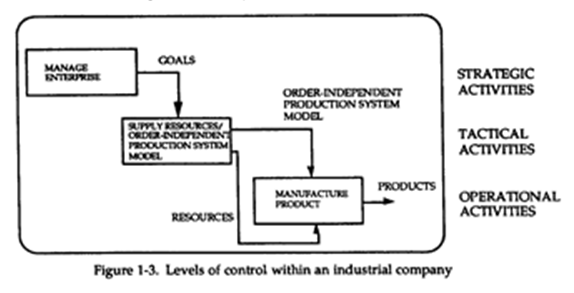 MANAGE
ENTERPRISE
GOALS
STRATEGIC
ACTIVITIES
ORDER-INDEPENDENT
PRODUCTION SYSTEM
MODEL
SUPPLY RESOURCES/
ORDER-INDEPENDENT
PRODUCTION SYSTEM
MODEL
TACTICAL
ACTIVITIES
MANUFACTURE
PRODUCT
PRODUCTS
OPERATIONAL
ACTIVITIES
RESOURCES
Figure 1-3. Levels of control within an industrial company